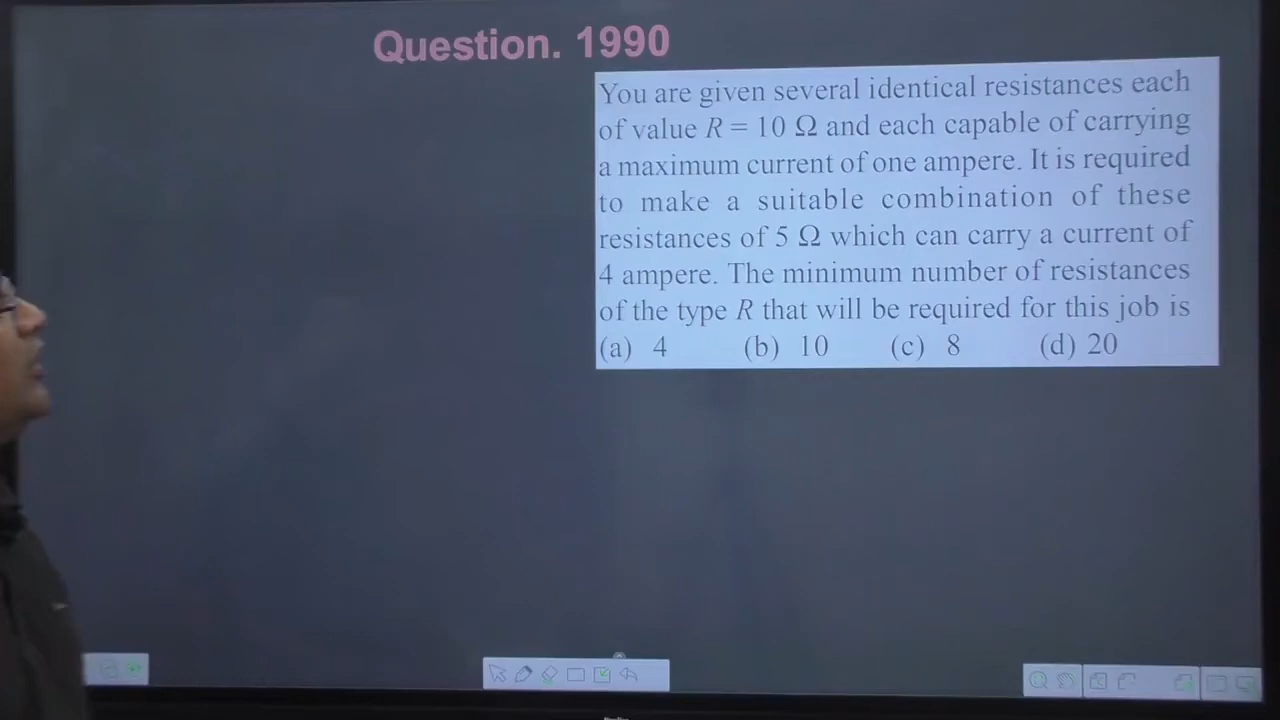 Question. 1990
You are given several identical resistances each
of value R = 10 Ω and each capable of carrying
a maximum current of one ampere. It is required
to make a suitable combination of these
resistances of 5 Ω which can carry a current of
4 ampere. The minimum number of resistances
of the type R that will be required for this job is
(a) 4 (b) 10 (c) 8 (d) 20